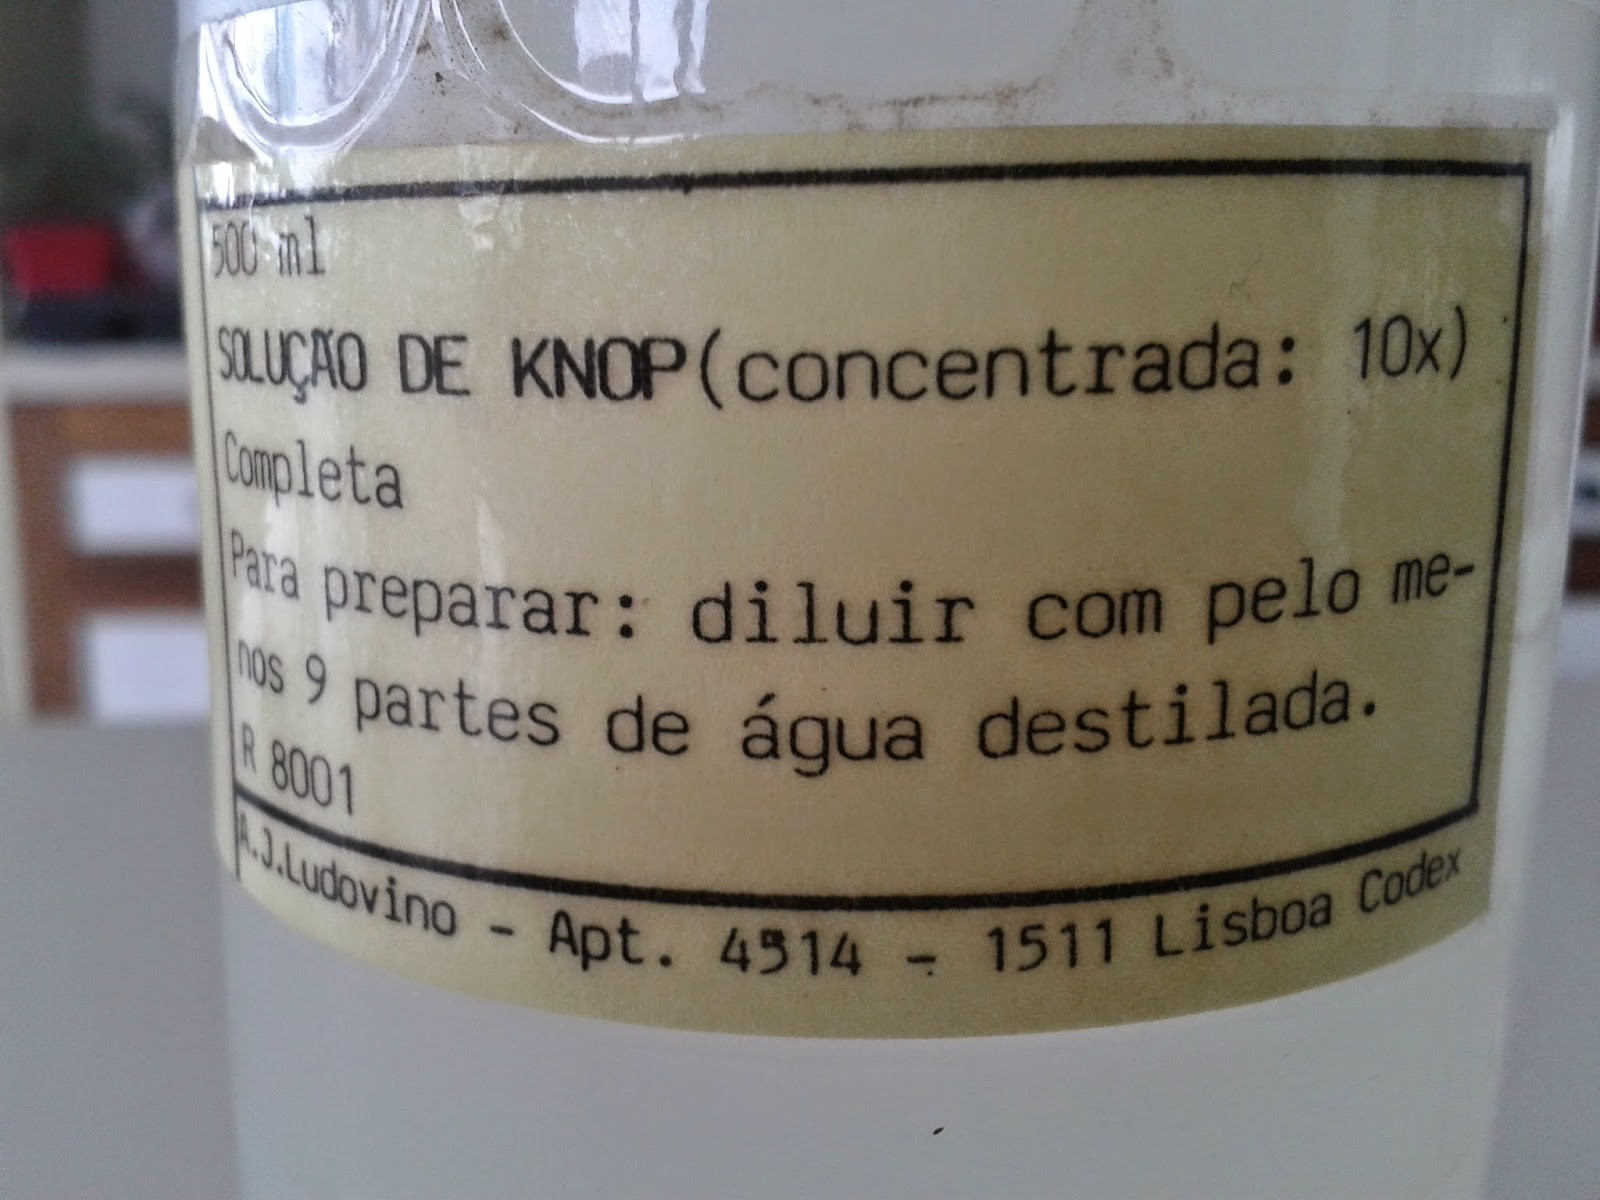 500 ml
SOLUÇÃO DE KNOP(concentrada: 10x)
Completa
Para preparar: diluir com pelo me-
nos 9 partes de água destilada.
R 8001
A.J.Ludovino - Apt. 4514 - 1511 Lisboa Codex